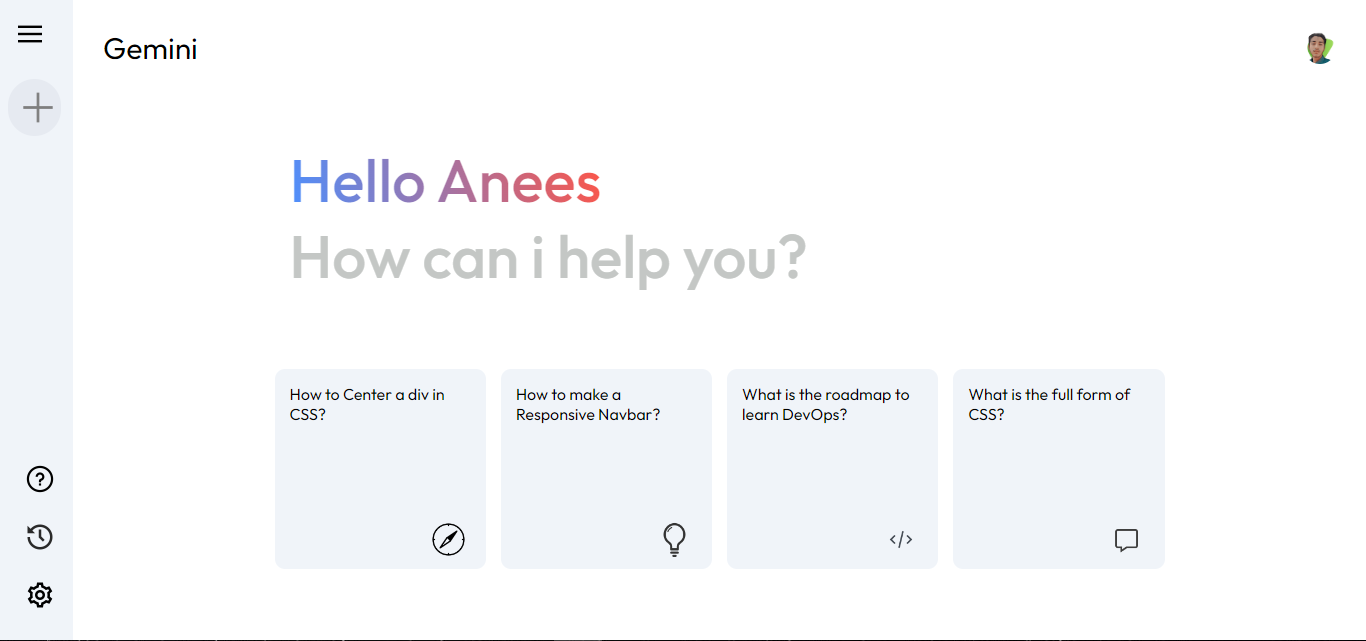 Gemini
Hello Anees
How can i help you?
How to Center a div in
CSS?
How to make a
Responsive Navbar?
What is the roadmap to
learn DevOps?
What is the full form of
CSS?